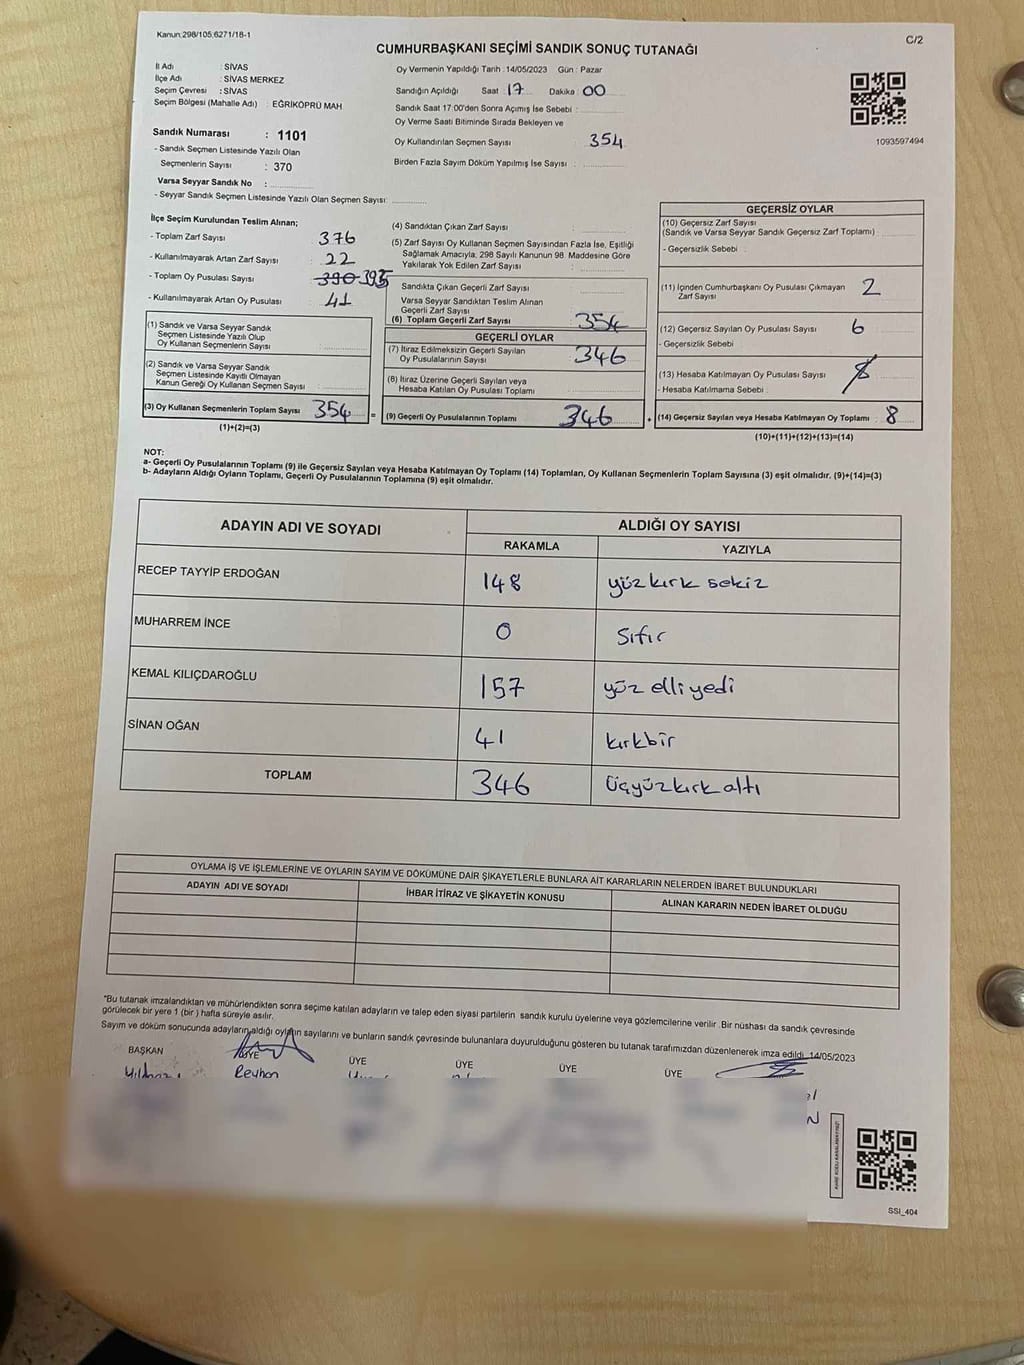 Kanun:298/105,6271/18-1
C/2
CUMHURBAŞKANI SEÇİMİ SANDIK SONUÇ TUTANAĞI
İl Adı : SİVAS
İlçe Adı : SİVAS MERKEZ
Seçim Çevresi : SİVAS
Seçim Bölgesi (Mahalle Adı) : EĞRİKÖPRÜ MAH
Oy Vermenin Yapıldığı Tarih :14/05/2023 Gün : Pazar
Sandığın Açıldığı Saat : 17 Dakika : 00
Sandık Saat 17:00'den Sonra Açımış İse Sebebi :
Oy Verme Saati Bitiminde Sırada Bekleyen ve
Oy Kullandırılan Seçmen Sayısı : 354
Birden Fazla Sayım Döküm Yapılmış İse Sayısı :
1093597494
Sandık Numarası : 1101
- Sandık Seçmen Listesinde Yazılı Olan
Seçmenlerin Sayısı : 370
Varsa Seyyar Sandık No :
- Seyyar Sandık Seçmen Listesinde Yazılı Olan Seçmen Sayısı:
İlçe Seçim Kurulundan Teslim Alınan;
- Toplam Zarf Sayısı : 376
- Kullanılmayarak Artan Zarf Sayısı : 22
- Toplam Oy Pusulası Sayısı : 390 395
- Kullanılmayarak Artan Oy Pusulası : 41
(1) Sandık ve Varsa Seyyar Sandık
Seçmen Listesinde Yazılı Olup
Oy Kullanan Seçmenlerin Sayısı :
(2) Sandık ve Varsa Seyyar Sandık
Seçmen Listesinde Kayıtlı Olmayan
Kanun Gereği Oy Kullanan Seçmen Sayısı :
(3) Oy Kullanan Seçmenlerin Toplam Sayısı : 354 =
(1)+(2)=(3)
(4) Sandıktan Çıkan Zarf Sayısı :
(5) Zarf Sayısı Oy Kullanan Seçmen Sayısından Fazla İse, Eşitliği
Sağlamak Amacıyla, 298 Sayılı Kanunun 98. Maddesine Göre
Yakılarak Yok Edilen Zarf Sayısı :
Sandıkta Çıkan Geçerli Zarf Sayısı
Varsa Seyyar Sandıktan Teslim Alınan
Geçerli Zarf Sayısı
(6) Toplam Geçerli Zarf Sayısı : 354
GEÇERLİ OYLAR
(7) İtiraz Edilmeksizin Geçerli Sayılan
Oy Pusulalarının Sayısı : 346
(8) İtiraz Üzerine Geçerli Sayılan veya
Hesaba Katılan Oy Pusulası Toplamı :
(9) Geçerli Oy Pusulalarının Toplamı : 346 +
GEÇERSİZ OYLAR
(10) Geçersiz Zarf Sayısı
(Sandık ve Varsa Seyyar Sandık Geçersiz Zarf Toplamı) :
- Geçersizlik Sebebi :
(11) İçinden Cumhurbaşkanı Oy Pusulası Çıkmayan
Zarf Sayısı : 2
(12) Geçersiz Sayılan Oy Pusulası Sayısı : 6
- Geçersizlik Sebebi :
(13) Hesaba Katılmayan Oy Pusulası Sayısı :
- Hesaba Katılmama Sebebi :
(14) Geçersiz Sayılan veya Hesaba Katılmayan Oy Toplamı : 8
(10)+(11)+(12)+(13)=(14)
NOT:
a- Geçerli Oy Pusulalarının Toplamı (9) ile Geçersiz Sayılan veya Hesaba Katılmayan Oy Toplamı (14) Toplamları, Oy Kullanan Seçmenlerin Toplam Sayısına (3) eşit olmalıdır. (9)+(14)=(3)
b- Adayların Aldığı Oyların Toplamı, Geçerli Oy Pusulalarının Toplamına (9) eşit olmalıdır.
ADAYIN ADI VE SOYADI
ALDIĞI OY SAYISI
RAKAMLA
YAZIYLA
RECEP TAYYİP ERDOĞAN 148 yüz kırk sekiz
MUHARREM İNCE 0 Sıfır
KEMAL KILIÇDAROĞLU 157 yüz elli yedi
SİNAN OĞAN 41 kırkbir
TOPLAM 346 üçyüzkırk altı
OYLAMA İŞ VE İŞLEMLERİNE VE OYLARIN SAYIM VE DÖKÜMÜNE DAİR ŞİKAYETLERLE BUNLARA AİT KARARLARIN NELERDEN İBARET BULUNDUKLARI
ADAYIN ADI VE SOYADI
İHBAR İTİRAZ VE ŞİKAYETİN KONUSU
ALINAN KARARIN NEDEN İBARET OLDUĞU
*Bu tutanak imzalandıktan ve mühürlendikten sonra seçime katılan adayların ve talep eden siyasi partilerin sandık kurulu üyelerine veya gözlemcilerine verilir .Bir nüshası da sandık çevresinde
görülecek bir yere 1 (bir ) hafta süreyle asılır.
Sayım ve döküm sonucunda adayların aldığı oyların sayılarını ve bunların sandık çevresinde bulunanlara duyurulduğunu gösteren bu tutanak tarafımızdan düzenlenerek imza edildi. 14/05/2023
BAŞKAN ÜYE ÜYE ÜYE ÜYE ÜYE
Yılmaz Reyhan
SSI_404